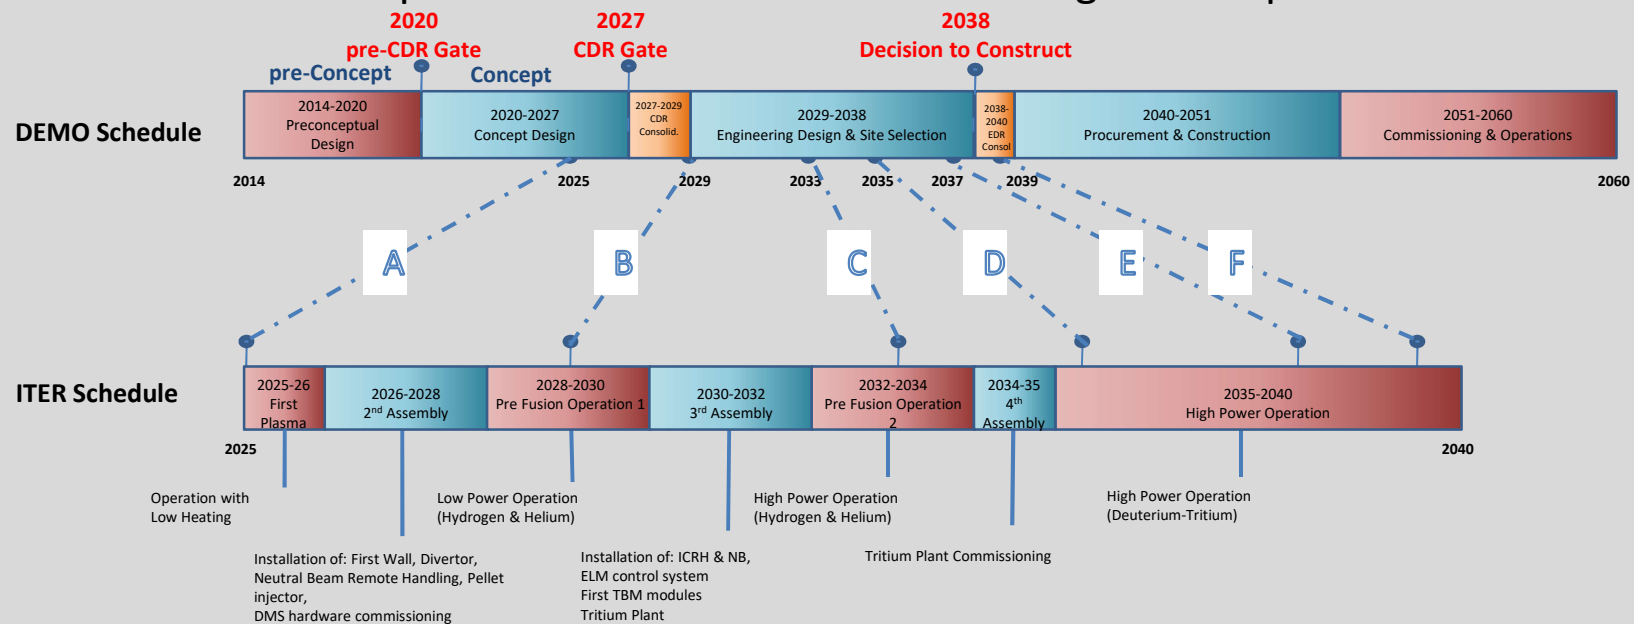 2020
pre-CDR Gate
2027
CDR Gate
2038
Decision to Construct
pre-Concept
Concept
DEMO Schedule
2014-2020
Preconceptual
Design
2020-2027
Concept Design
2027-2029
CDR
Consolid.
2029-2038
Engineering Design & Site Selection
2038-
2040
EDR
Consol
2040-2051
Procurement & Construction
2051-2060
Commissioning & Operations
2014
2025
2029
2033
2035
2037
2039
2060
A
B
C
D
E
F
ITER Schedule
2025-26
First
Plasma
2026-2028
2nd Assembly
2028-2030
Pre Fusion Operation 1
2030-2032
3rd Assembly
2032-2034
Pre Fusion Operation
2
2034-35
4th
Assembly
2035-2040
High Power Operation
2025
2040
Operation with
Low Heating
Low Power Operation
(Hydrogen & Helium)
High Power Operation
(Hydrogen & Helium)
High Power Operation
(Deuterium-Tritium)
Installation of: First Wall, Divertor,
Neutral Beam Remote Handling, Pellet
injector,
DMS hardware commissioning
Installation of: ICRH & NB,
ELM control system
First TBM modules
Tritium Plant
Tritium Plant Commissioning